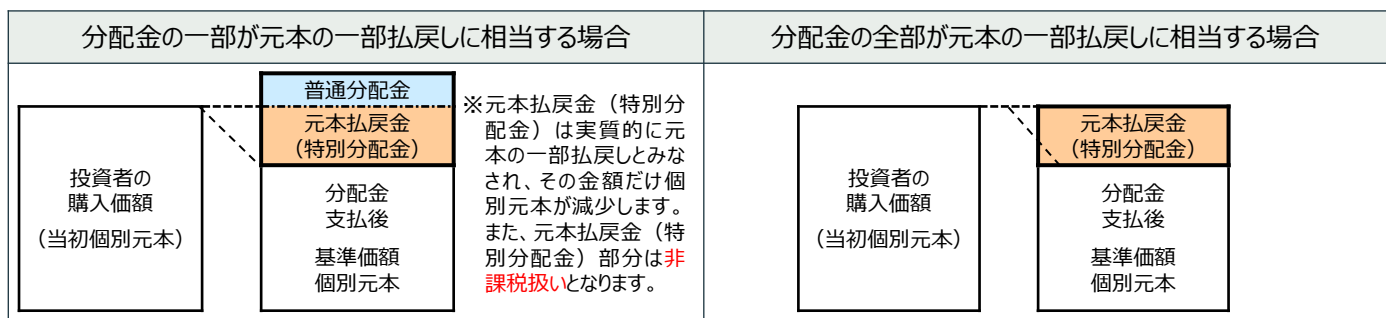 分配金の一部が元本の一部払戻しに相当する場合
普通分配金
元本払戻金
(特別分配金)
投資者の
購入価額
(当初個別元本)
分配金
支払後
基準価額
個別元本
※元本払戻金(特別分
配金)は実質的に元
本の一部払戻しとみな
され、その金額だけ個
別元本が減少します。
また、元本払戻金(特
別分配金)部分は非
課税扱いとなります。
分配金の全部が元本の一部払戻しに相当する場合
元本払戻金
(特別分配金)
投資者の
購入価額
(当初個別元本)
分配金
支払後
基準価額
個別元本